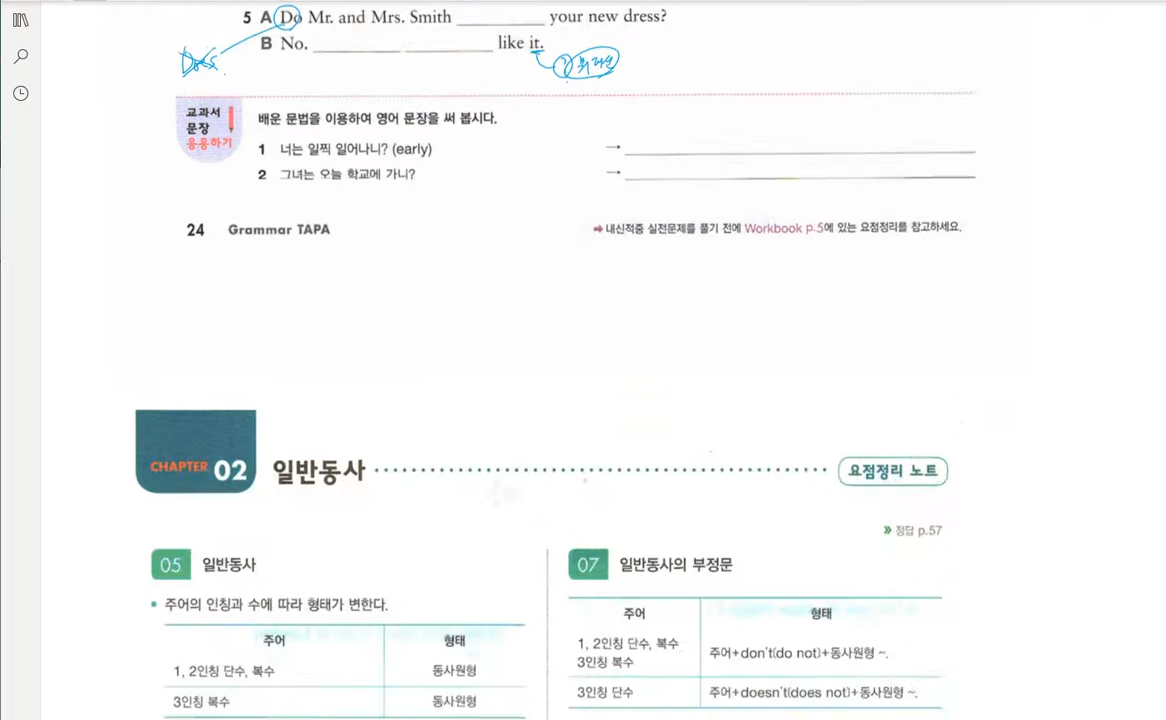 5 A Do Mr. and Mrs. Smith __________ your new dress?
B No. __________ __________ like it.
Does
교과서
문장
응용하기
배운 문법을 이용하여 영어 문장을 써 봅시다.
1 너는 일찍 일어나니? (early) →
2 그녀는 오늘 학교에 가니? →
24 Grammar TAPA
➡ 내신적중 실전문제를 풀기 전에 Workbook p.5에 있는 요점정리를 참고하세요.
CHAPTER 02 일반동사
요점정리 노트
» 정답 p.57
05 일반동사
▪ 주어의 인칭과 수에 따라 형태가 변한다.
주어 형태
1, 2인칭 단수, 복수 동사원형
3인칭 복수 동사원형
07 일반동사의 부정문
주어 형태
1, 2인칭 단수, 복수
3인칭 복수
주어+don't(do not)+동사원형 ~.
3인칭 단수 주어+doesn't(does not)+동사원형 ~.